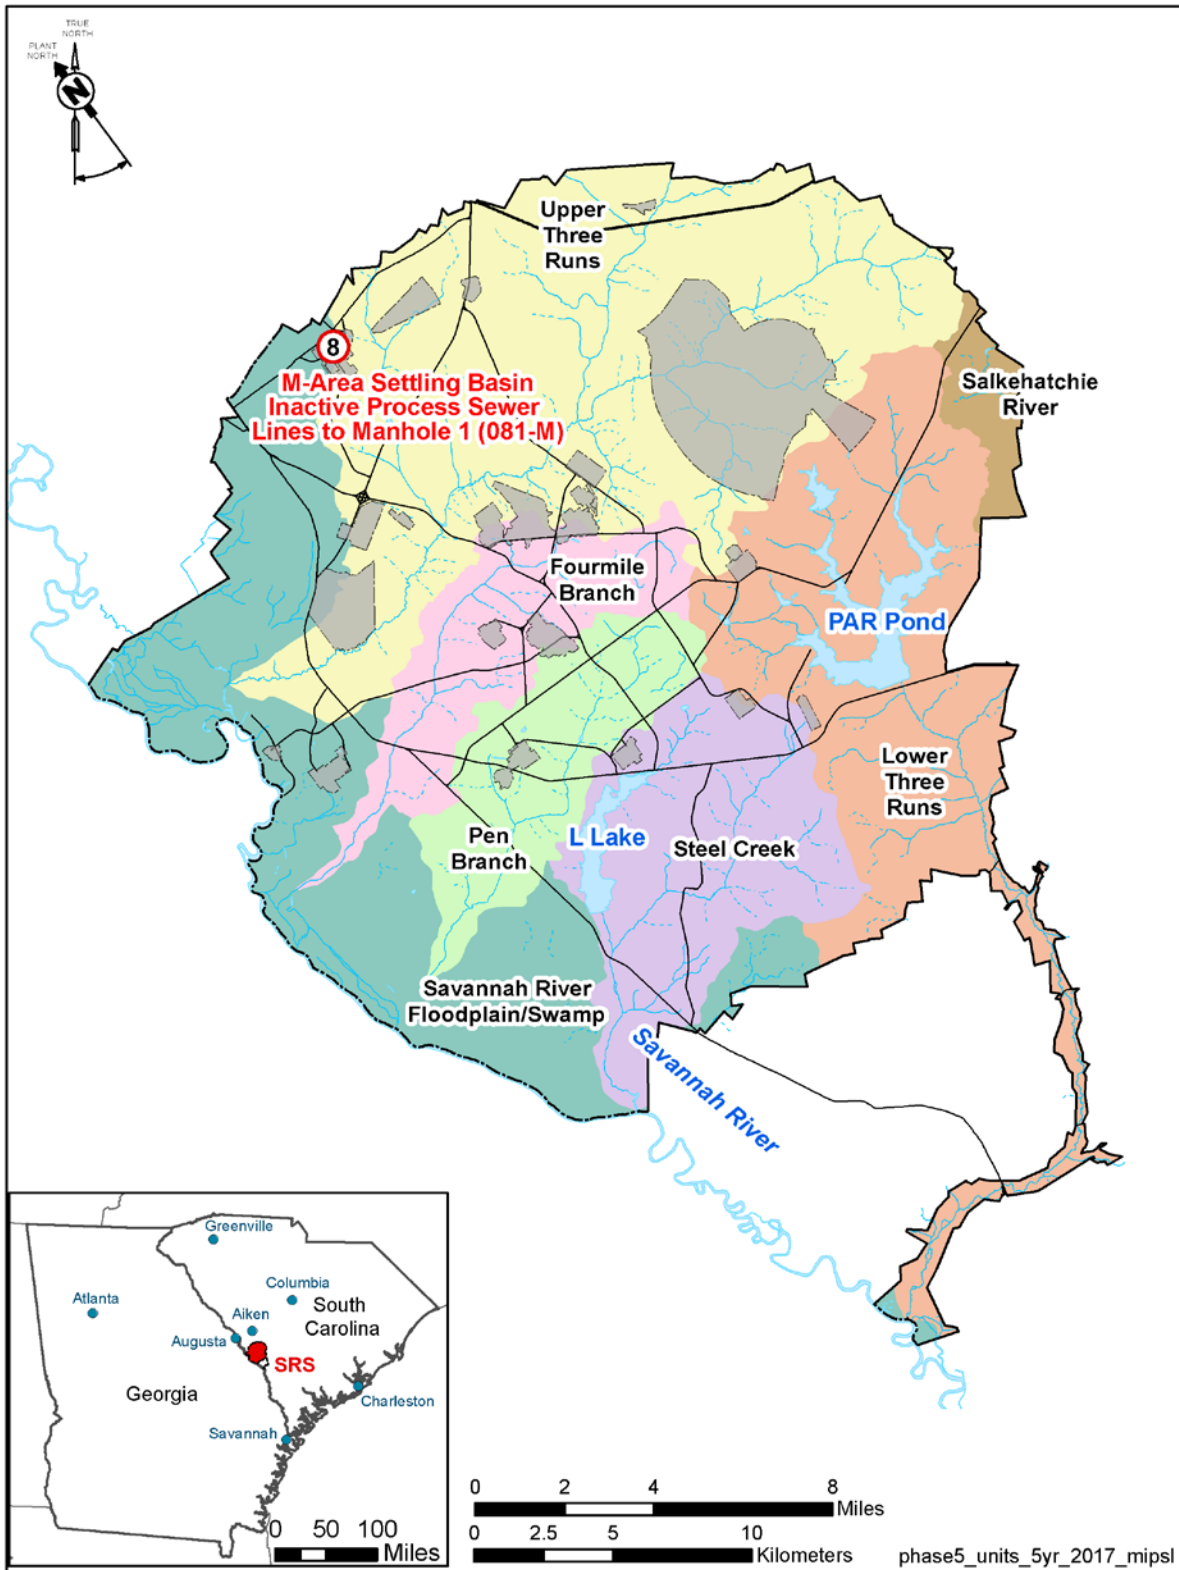 TRUE
NORTH
PLANT
NORTH
N
Upper
Three
Runs
8
M-Area Settling Basin
Inactive Process Sewer
Lines to Manhole 1 (081-M)
Salkehatchie
River
Fourmile
Branch
PAR Pond
Lower
Three
Runs
Pen
Branch
L Lake
Steel Creek
Savannah River
Floodplain/Swamp
Savannah River
Greenville
Columbia
Atlanta
Aiken
South
Carolina
Augusta
SRS
Georgia
Charleston
Savannah
0 50 100
Miles
0 2 4 8
Miles
0 2.5 5 10
Kilometers
phase5_units_5yr_2017_mipsl